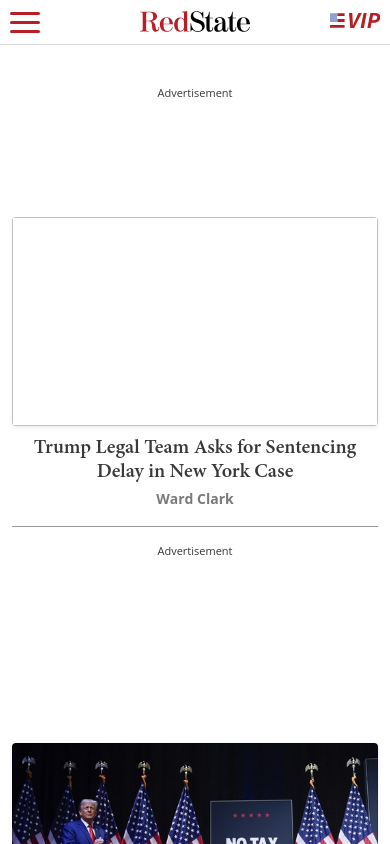 RedState
VIP
Advertisement
Trump Legal Team Asks for Sentencing
Delay in New York Case
Ward Clark
Advertisement
NO TAX